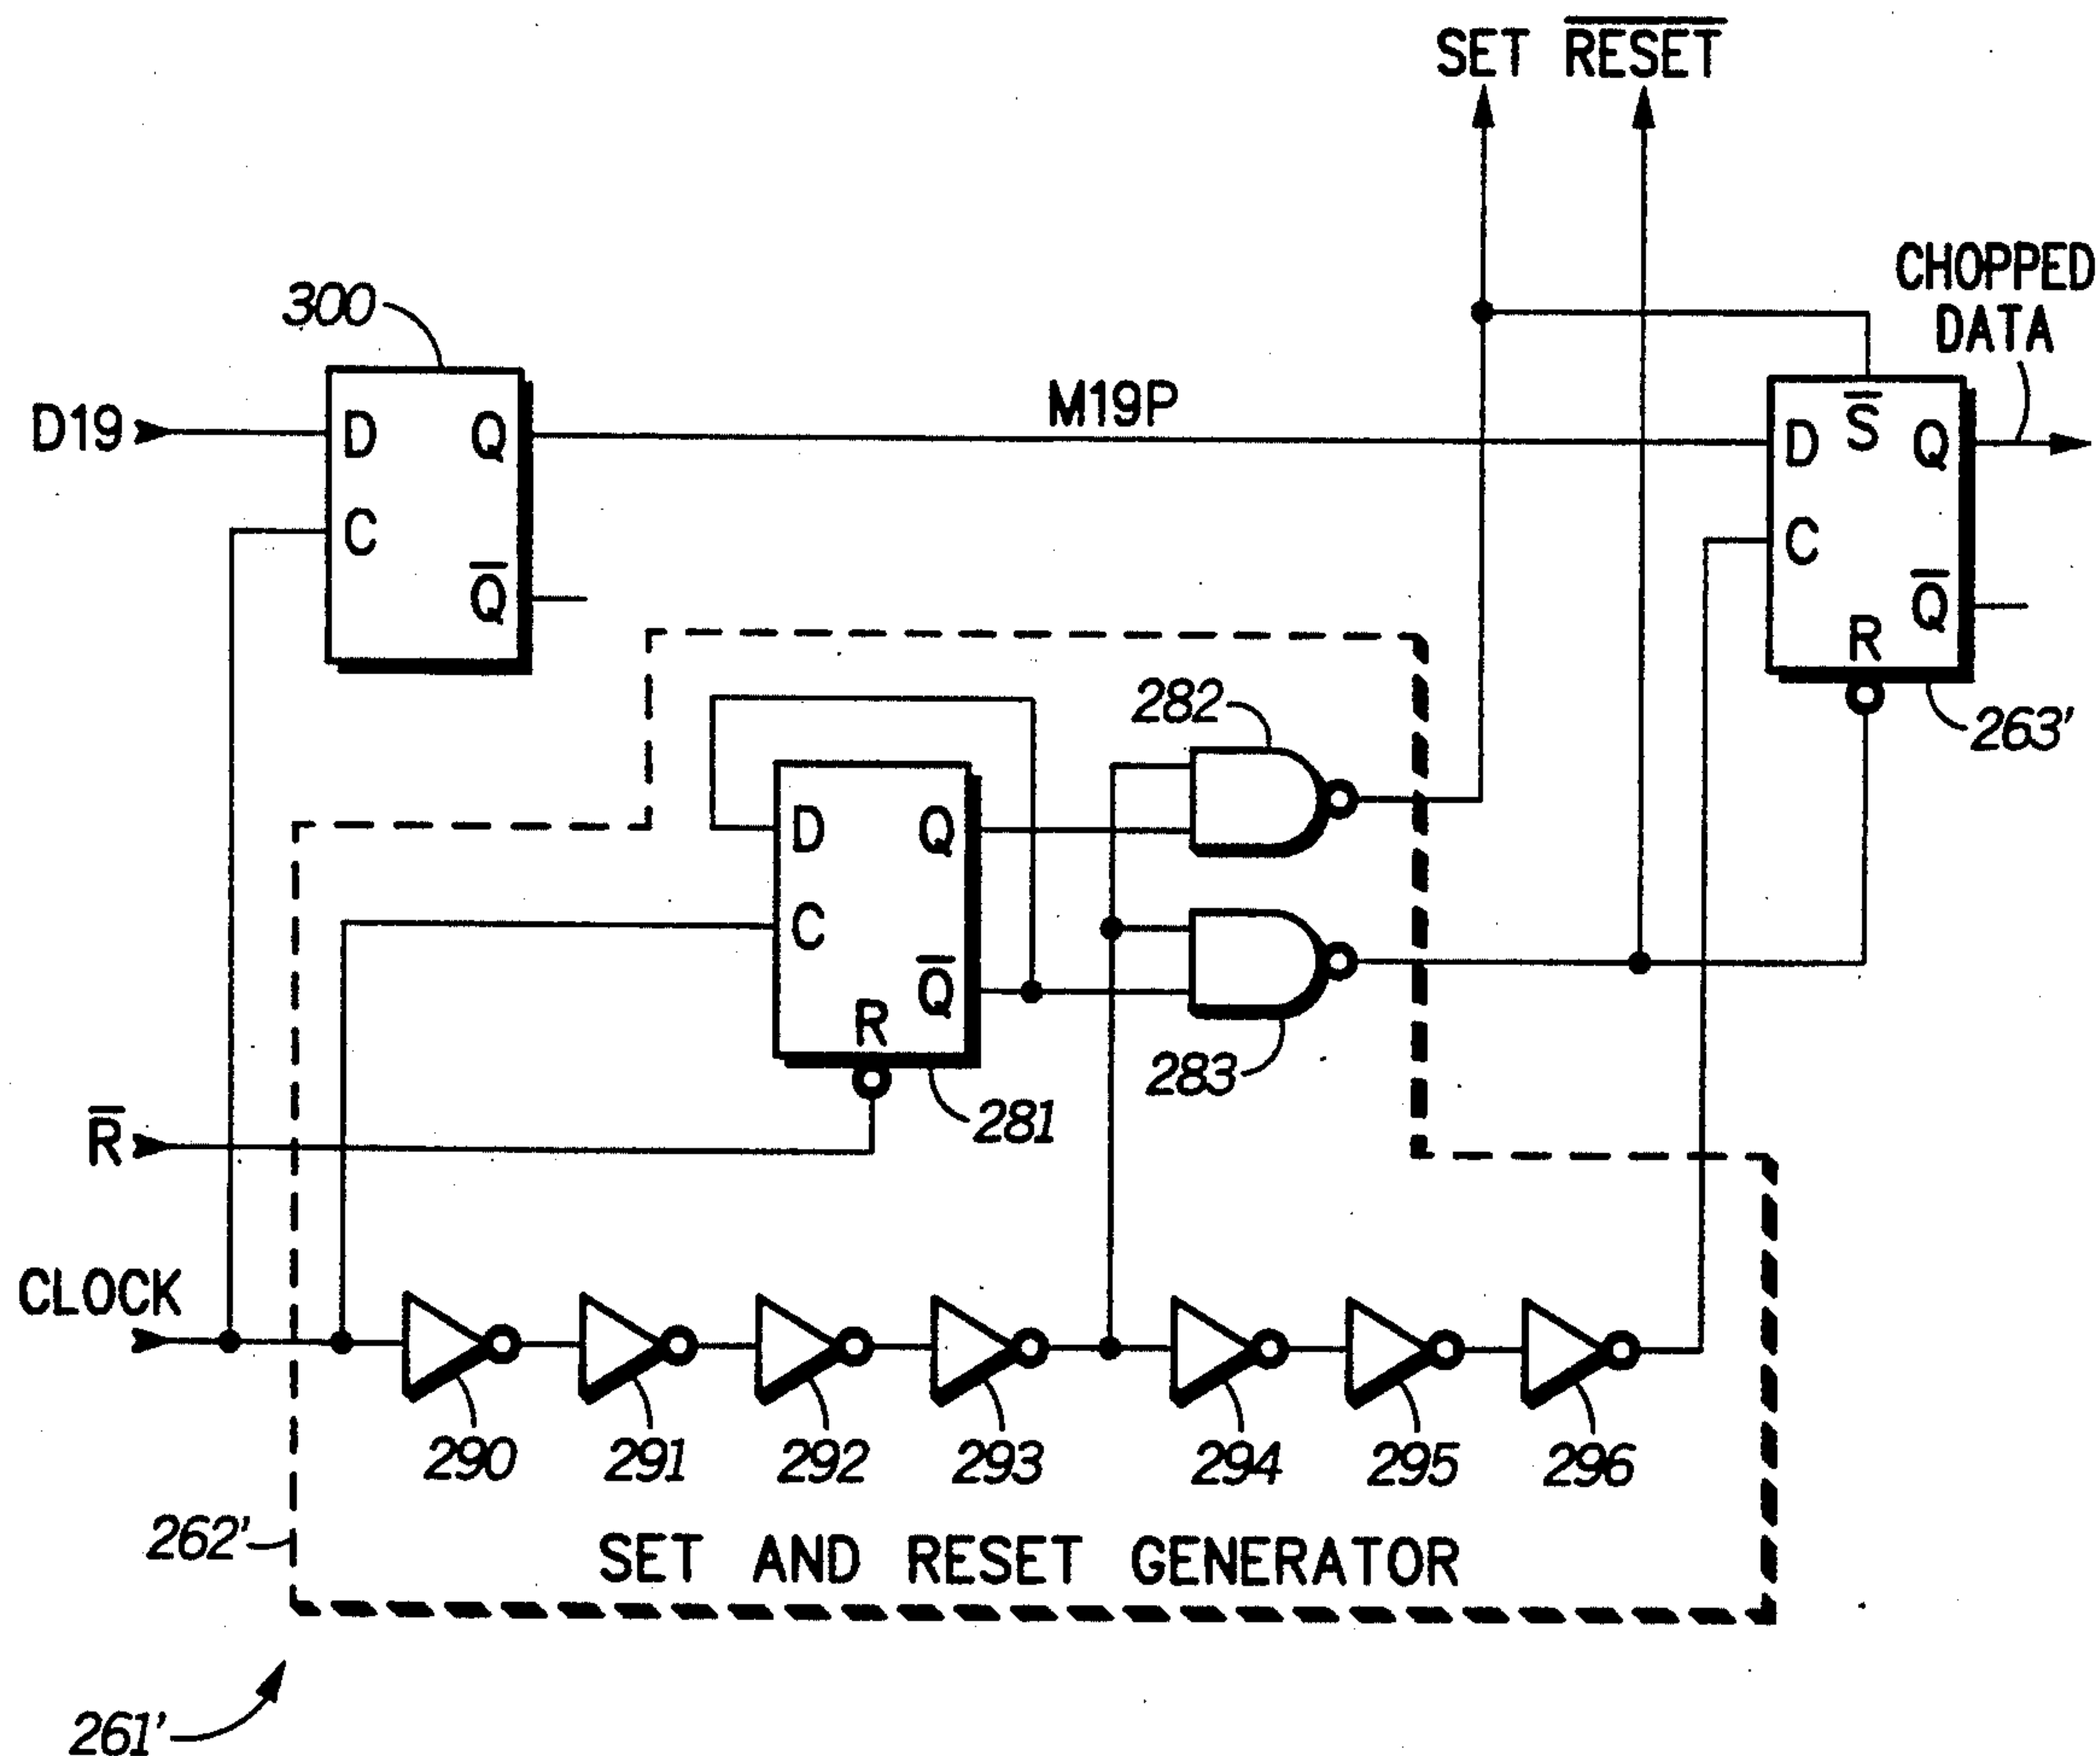 SET R̅E̅S̅E̅T̅
CHOPPED
DATA
300
D19
D
Q
C
Q̅
M19P
D
S̅
Q
C
Q̅
R
263'
282
D
Q
C
Q̅
R
281
283
R̅
CLOCK
290
291
292
293
294
295
296
262'
SET AND RESET GENERATOR
261'